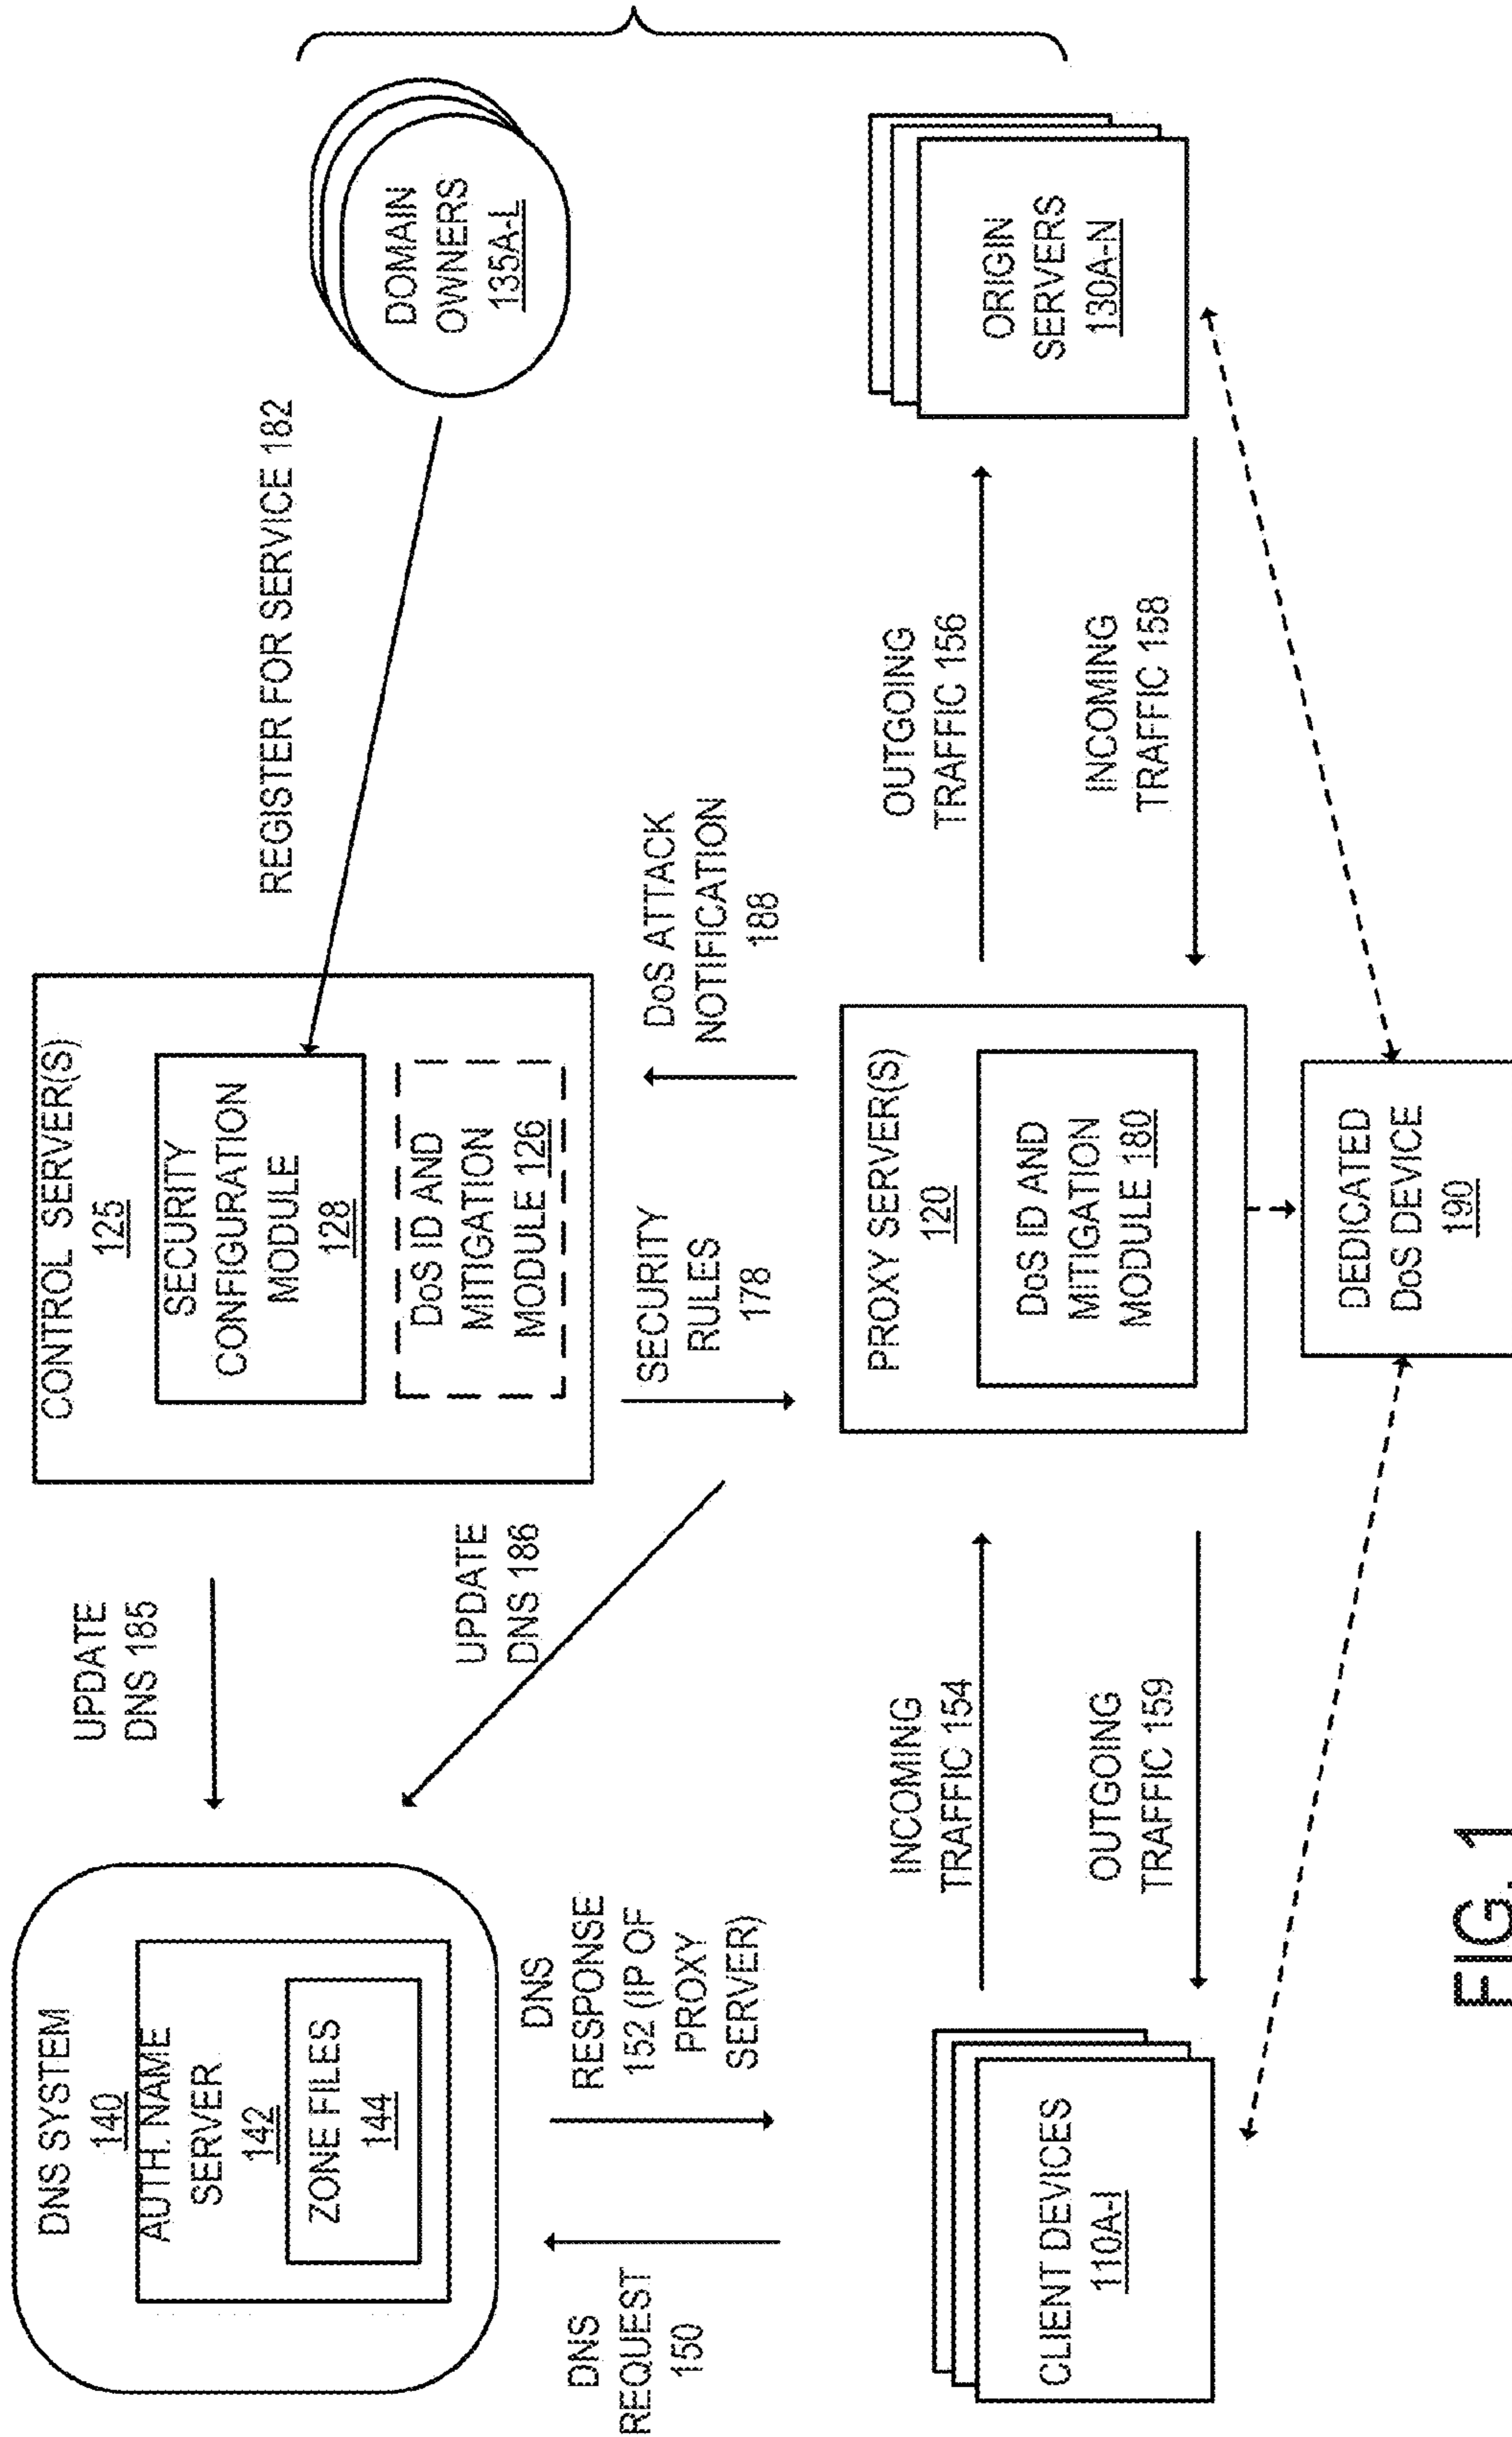 DNS SYSTEM
140
AUTH. NAME
SERVER
142
ZONE FILES
144
UPDATE
DNS 185
CONTROL SERVER(S)
125
SECURITY
CONFIGURATION
MODULE
128
DoS ID AND
MITIGATION
MODULE 126
REGISTER FOR SERVICE 182
DOMAIN
OWNERS
135A-L
UPDATE
DNS 186
DNS
REQUEST
150
DNS
RESPONSE
152 (IP OF
PROXY
SERVER)
SECURITY
RULES
178
DoS ATTACK
NOTIFICATION
188
CLIENT DEVICES
110A-I
INCOMING
TRAFFIC 154
OUTGOING
TRAFFIC 159
PROXY SERVER(S)
120
DoS ID AND
MITIGATION
MODULE 180
OUTGOING
TRAFFIC 156
INCOMING
TRAFFIC 158
ORIGIN
SERVERS
130A-N
DEDICATED
DoS DEVICE
190
FIG. 1